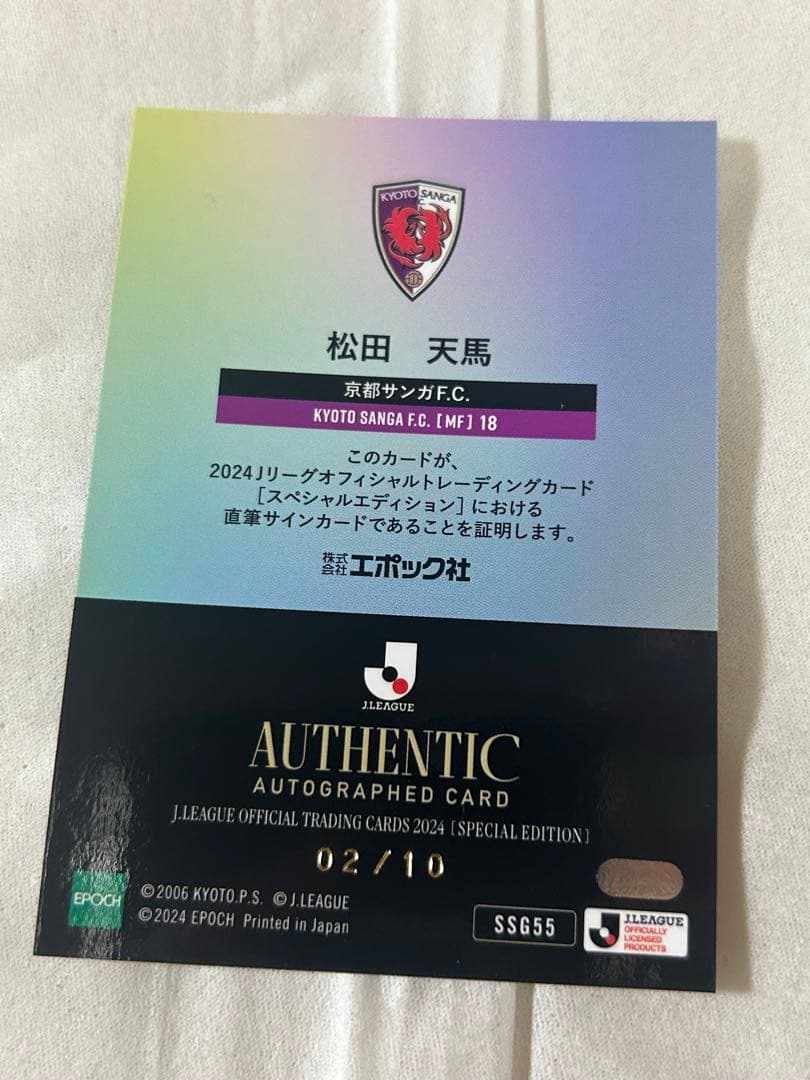 KYOTO SANGA
F.C.
松田 天馬
京都サンガF.C.
KYOTO SANGA F.C. [MF] 18
このカードが、
2024Jリーグオフィシャルトレーディングカード
[スペシャルエディション]における
直筆サインカードであることを証明します。
株式会社エポック社
J.LEAGUE
AUTHENTIC
AUTOGRAPHED CARD
J.LEAGUE OFFICIAL TRADING CARDS 2024 [SPECIAL EDITION]
02/10
EPOCH
©2006 KYOTO.P.S. ©J.LEAGUE
©2024 EPOCH Printed in Japan
SSG55
J.LEAGUE
OFFICIALLY
LICENSED
PRODUCTS